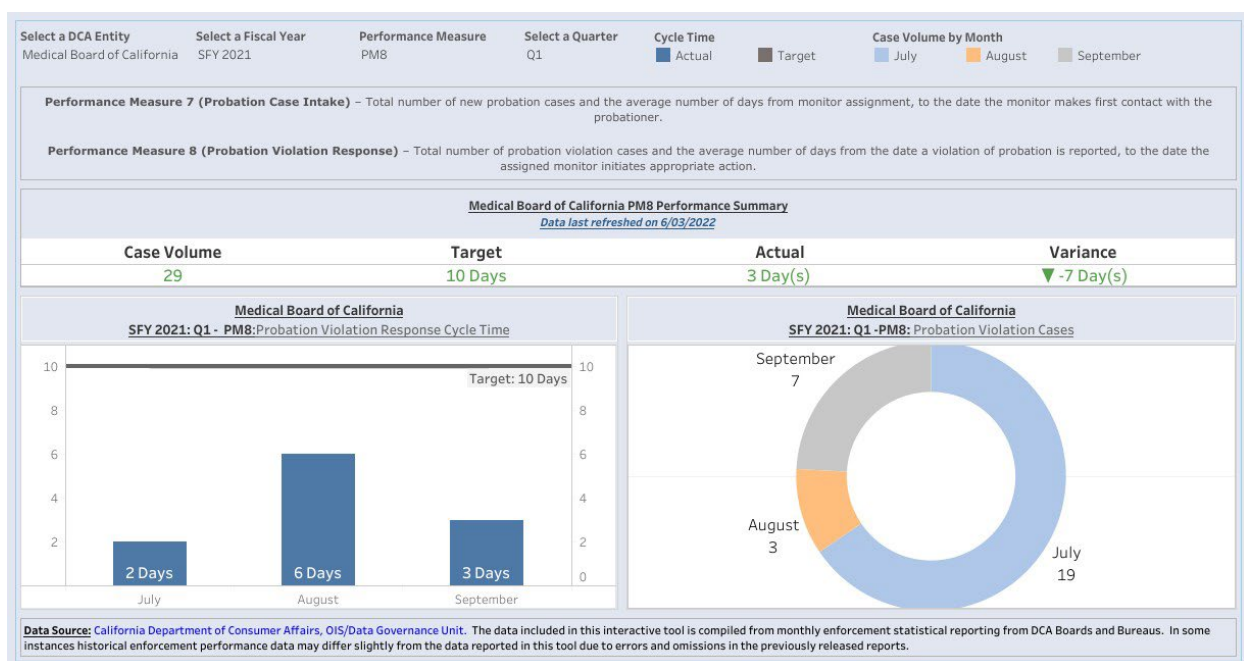 Select a DCA Entity Select a Fiscal Year Performance Measure Select a Quarter Cycle Time Case Volume by Month
Medical Board of California SFY 2021 PM8 Q1 Actual Target July August September
Performance Measure 7 (Probation Case Intake) – Total number of new probation cases and the average number of days from monitor assignment, to the date the monitor makes first contact with the
probationer.
Performance Measure 8 (Probation Violation Response) – Total number of probation violation cases and the average number of days from the date a violation of probation is reported, to the date the
assigned monitor initiates appropriate action.
Medical Board of California PM8 Performance Summary
Data last refreshed on 6/03/2022
Case Volume Target Actual Variance
29 10 Days 3 Day(s) ▼ -7 Day(s)
Medical Board of California
SFY 2021: Q1 - PM8:Probation Violation Response Cycle Time
10 10
Target: 10 Days
8 8
6 6
4 4
2 2
2 Days 6 Days 3 Days 0
July August September
Medical Board of California
SFY 2021: Q1 -PM8: Probation Violation Cases
September
7
August
3
July
19
Data Source: California Department of Consumer Affairs, OIS/Data Governance Unit. The data included in this interactive tool is compiled from monthly enforcement statistical reporting from DCA Boards and Bureaus. In some
instances historical enforcement performance data may differ slightly from the data reported in this tool due to errors and omissions in the previously released reports.